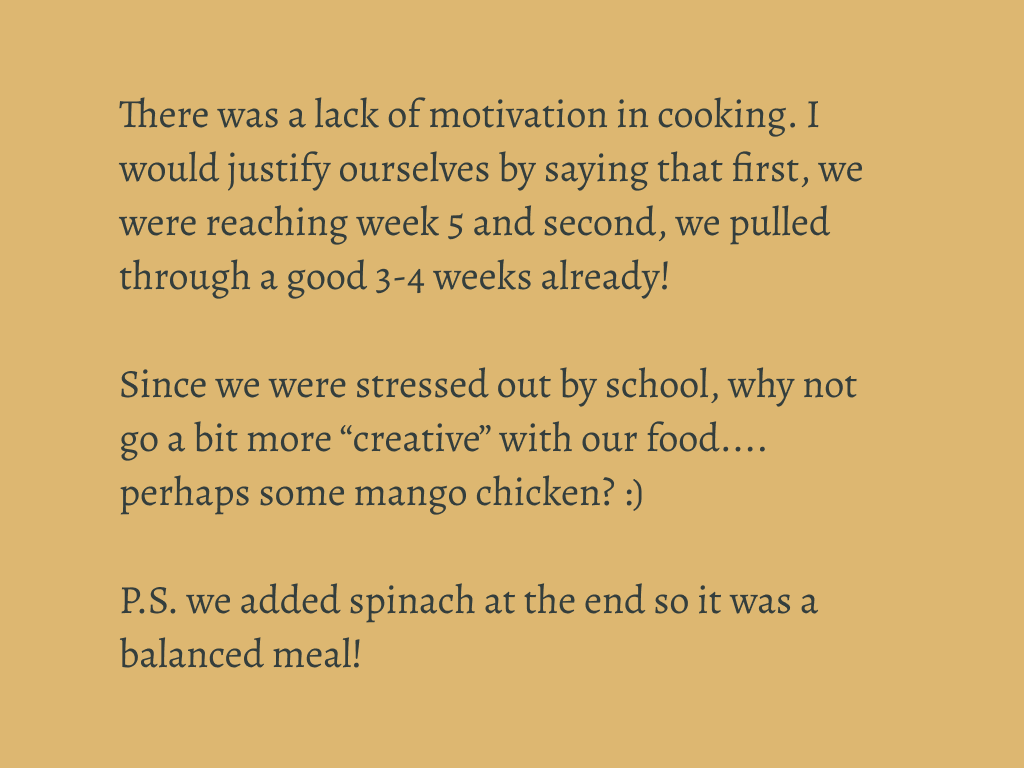 There was a lack of motivation in cooking. I
would justify ourselves by saying that first, we
were reaching week 5 and second, we pulled
through a good 3-4 weeks already!
Since we were stressed out by school, why not
go a bit more “creative” with our food....
perhaps some mango chicken? :)
P.S. we added spinach at the end so it was a
balanced meal!